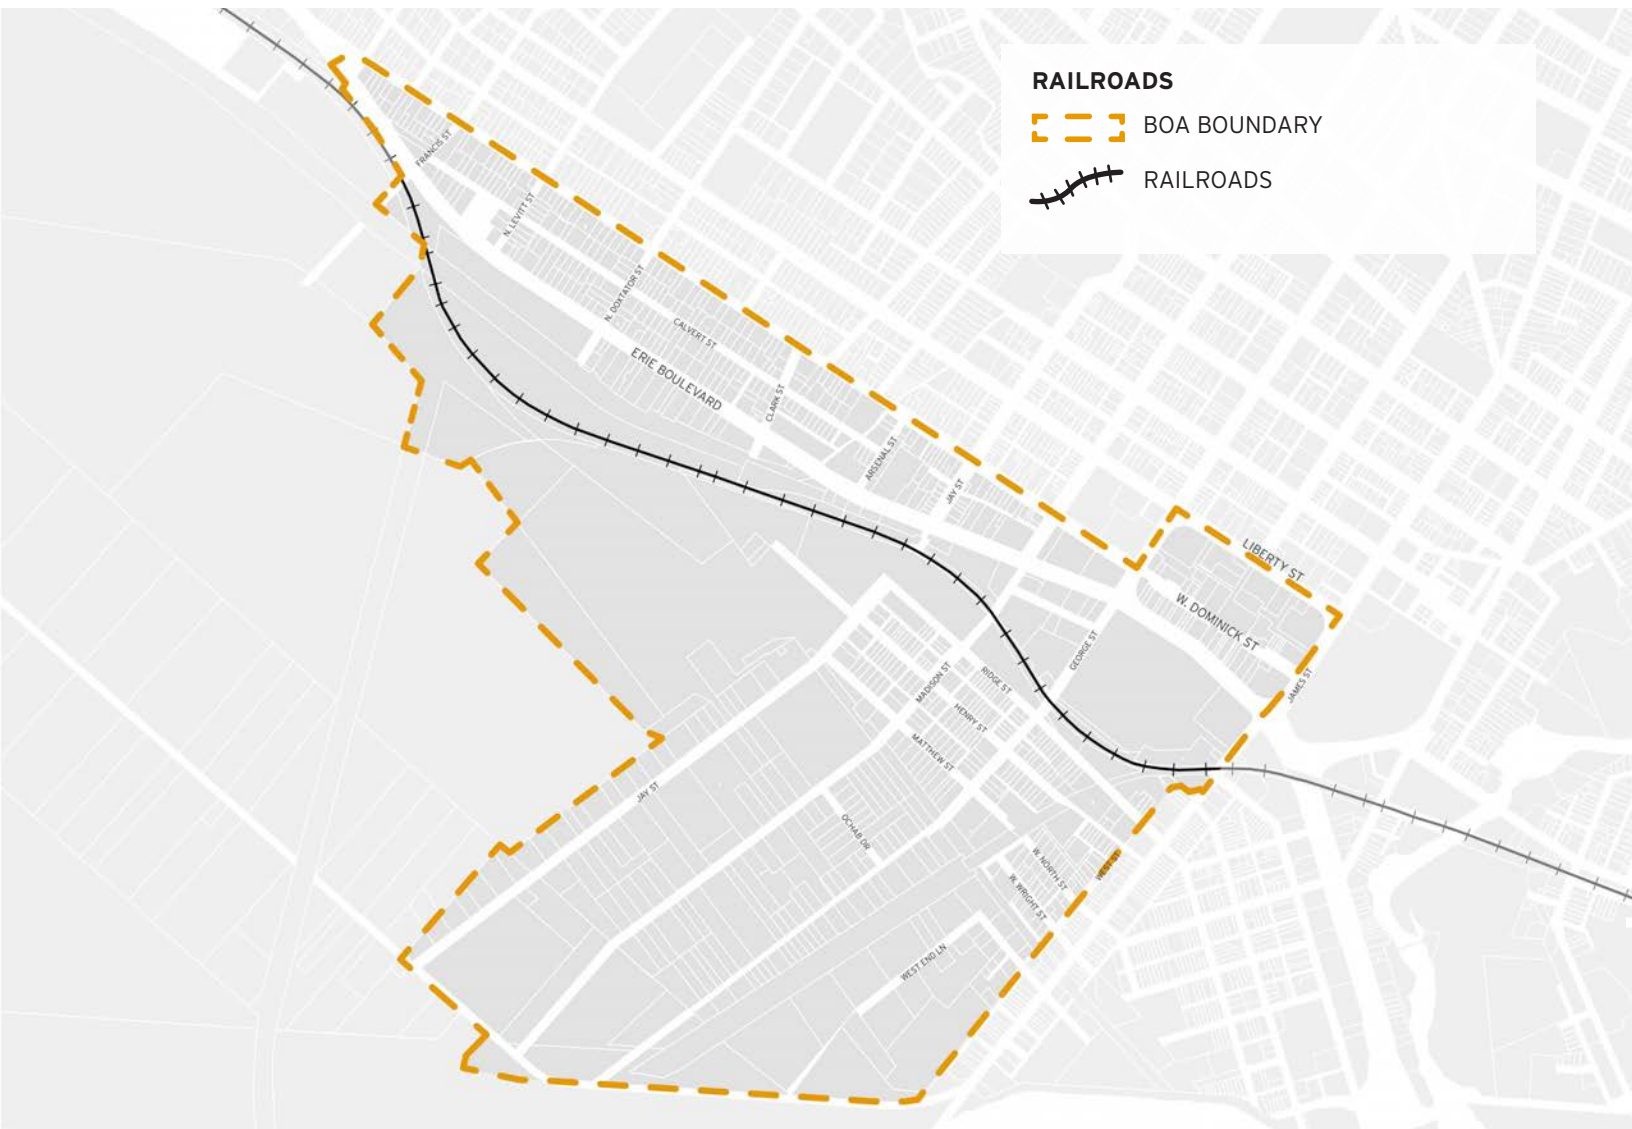 RAILROADS
BOA BOUNDARY
RAILROADS
FRANCIS ST
N. LEVITT ST
N. DOXTATOR ST
CALVERT ST
ERIE BOULEVARD
CLARK ST
ARSENAL ST
JAY ST
LIBERTY ST
W. DOMINICK ST
GEORGE ST
JAMES ST
MADISON ST
RIDGE ST
HENRY ST
MATTHEW ST
JAY ST
OCHAB DR
W. NORTH ST
WEST ST
W. WRIGHT ST
WEST END LN